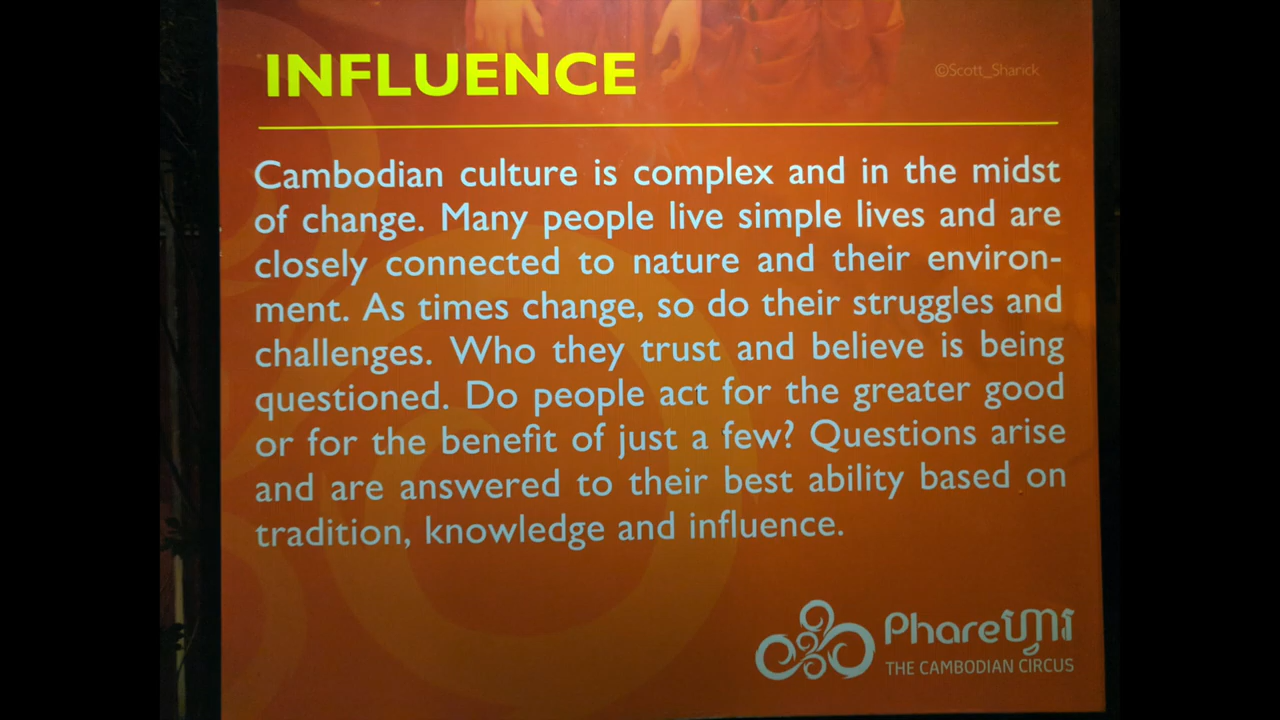 INFLUENCE
©Scott_Sharick
Cambodian culture is complex and in the midst
of change. Many people live simple lives and are
closely connected to nature and their environ-
ment. As times change, so do their struggles and
challenges. Who they trust and believe is being
questioned. Do people act for the greater good
or for the benefit of just a few? Questions arise
and are answered to their best ability based on
tradition, knowledge and influence.
Phare ហ្វារ
THE CAMBODIAN CIRCUS